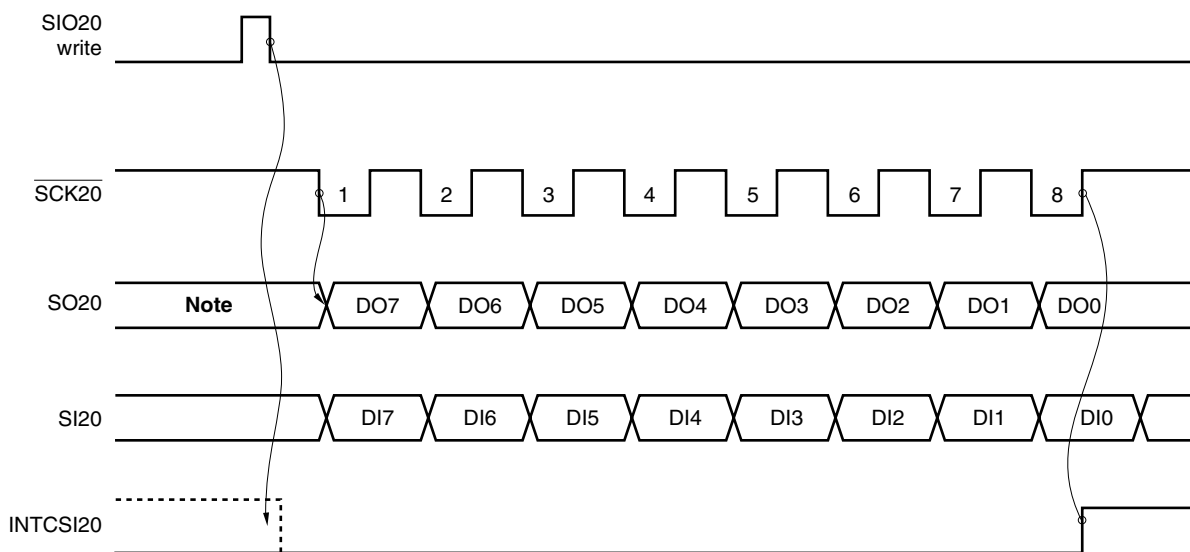 SIO20
write
SCK20
1 2 3 4 5 6 7 8
SO20
Note DO7 DO6 DO5 DO4 DO3 DO2 DO1 DO0
SI20
DI7 DI6 DI5 DI4 DI3 DI2 DI1 DI0
INTCSI20